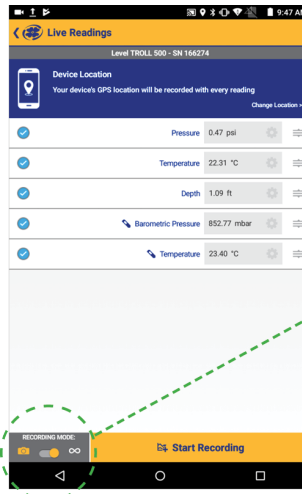 9:47 AM
Live Readings
Level TROLL 500 - SN 166274
Device Location
Your device's GPS location will be recorded with every reading
Change Location »
Pressure 0.47 psi
Temperature 22.31 °C
Depth 1.09 ft
Barometric Pressure 852.77 mbar
Temperature 23.40 °C
RECORDING MODE:
Start Recording